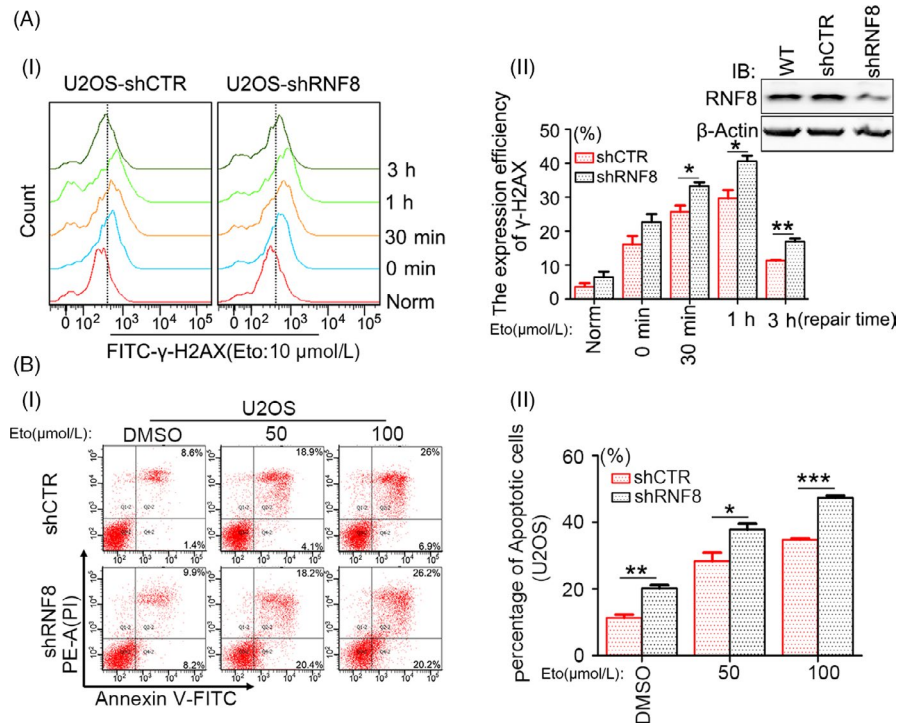 (A)
(I)
U2OS-shCTR
U2OS-shRNF8
Count
3 h
1 h
30 min
0 min
Norm
0 10² 10³ 10⁴ 10⁵
0 10² 10³ 10⁴ 10⁵
FITC-γ-H2AX(Eto:10 μmol/L)
(II)
IB:
WT
shCTR
shRNF8
RNF8
β-Actin
The expression efficiency
of γ-H2AX
(%)
shCTR
shRNF8
50
40
30
20
10
0
*
*
**
Eto(μmol/L):
Norm
0 min
30 min
1 h
3 h(repair time)
(B)
(I)
U2OS
Eto(μmol/L):
DMSO
50
100
shCTR
8.6%
1.4%
18.9%
4.1%
26%
6.9%
shRNF8
9.9%
8.2%
18.2%
20.4%
26.2%
20.2%
PE-A(PI)
Annexin V-FITC
(II)
percentage of Apoptotic cells
(U2OS)
(%)
shCTR
shRNF8
60
40
20
0
**
*
***
Eto(μmol/L):
DMSO
50
100